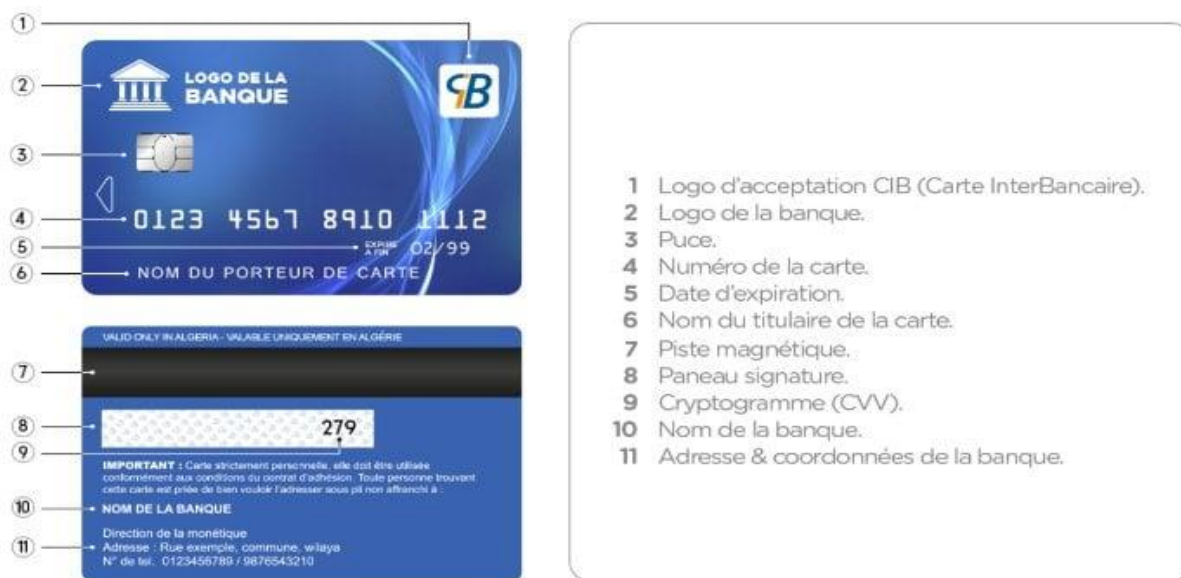 1
2
LOGO DE LA
BANQUE
CIB
3
4
0123 4567 8910 1112
5
EXPIRE
A FIN
02/99
6
NOM DU PORTEUR DE CARTE
VALID ONLY IN ALGERIA - VALABLE UNIQUEMENT EN ALGÉRIE
7
8
279
9
IMPORTANT : Carte strictement personnelle, elle doit être utilisée
conformément aux conditions du contrat d'adhésion. Toute personne trouvant
cette carte est priée de bien vouloir l'adresser sous pli non affranchi à :
10
NOM DE LA BANQUE
Direction de la monétique
11
Adresse : Rue exemple, commune, wilaya
N° de tel. 0123456789 / 9876543210
1 Logo d'acceptation CIB (Carte InterBancaire).
2 Logo de la banque.
3 Puce.
4 Numéro de la carte.
5 Date d'expiration.
6 Nom du titulaire de la carte.
7 Piste magnétique.
8 Paneau signature.
9 Cryptogramme (CVV).
10 Nom de la banque.
11 Adresse & coordonnées de la banque.